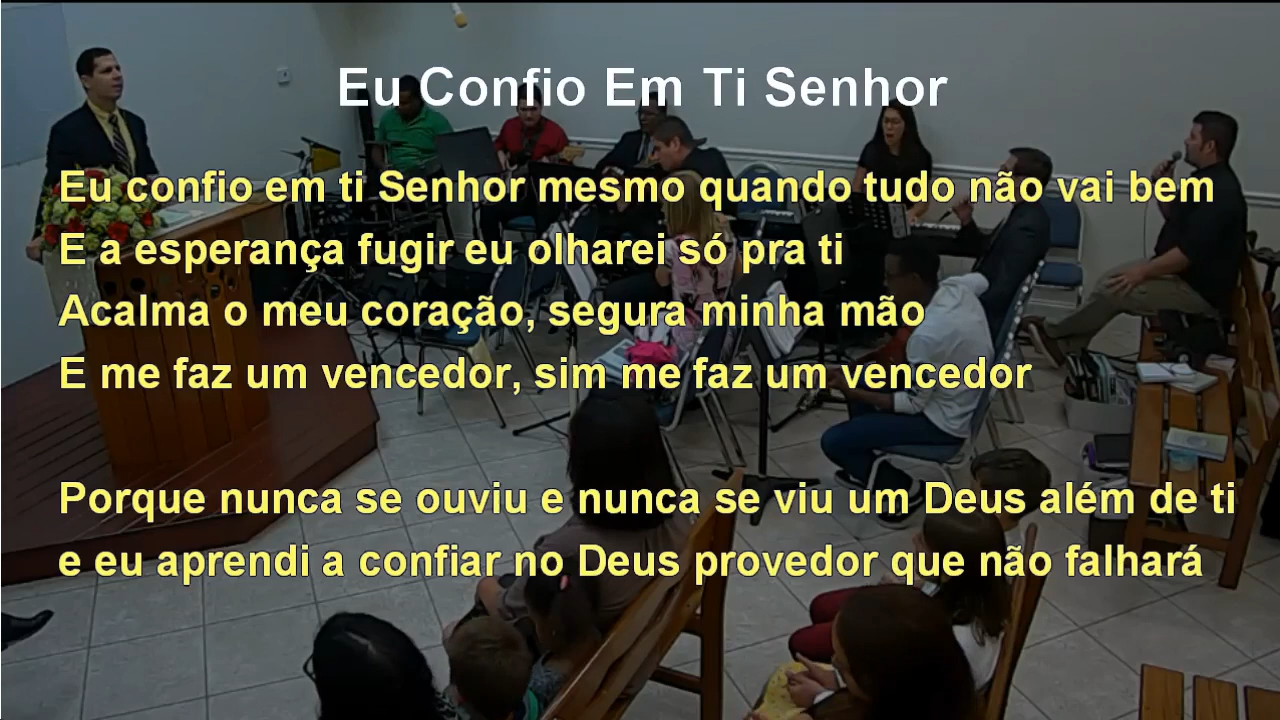 Eu Confio Em Ti Senhor
Eu confio em ti Senhor mesmo quando tudo não vai bem
E a esperança fugir eu olharei só pra ti
Acalma o meu coração, segura minha mão
E me faz um vencedor, sim me faz um vencedor
Porque nunca se ouviu e nunca se viu um Deus além de ti
e eu aprendi a confiar no Deus provedor que não falhará